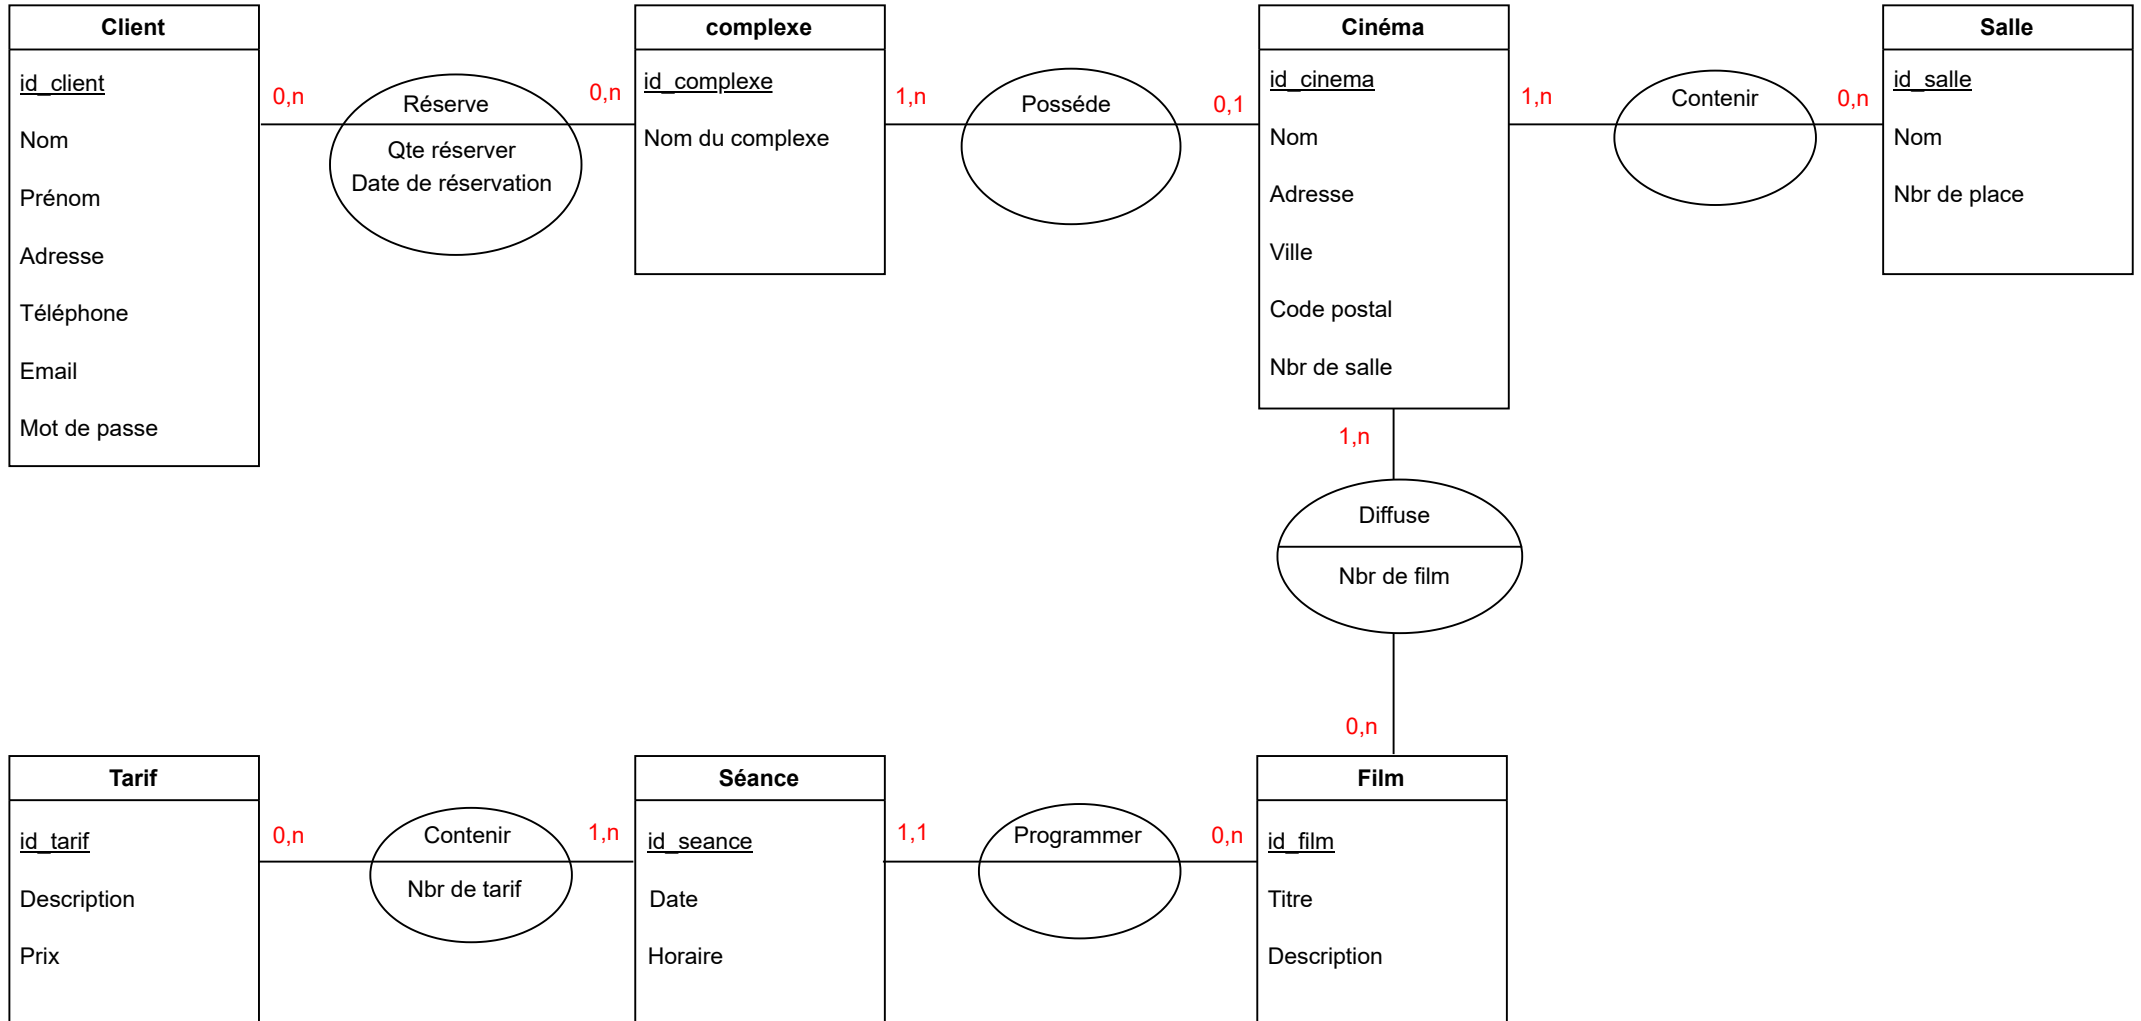 Client
id_client
Nom
Prénom
Adresse
Téléphone
Email
Mot de passe
0,n
Réserve
Qte réserver
Date de réservation
0,n
complexe
id_complexe
Nom du complexe
1,n
Posséde
0,1
Cinéma
id_cinema
Nom
Adresse
Ville
Code postal
Nbr de salle
1,n
Contenir
0,n
Salle
id_salle
Nom
Nbr de place
1,n
Diffuse
Nbr de film
0,n
Tarif
id_tarif
Description
Prix
0,n
Contenir
Nbr de tarif
1,n
Séance
id_seance
Date
Horaire
1,1
Programmer
0,n
Film
id_film
Titre
Description